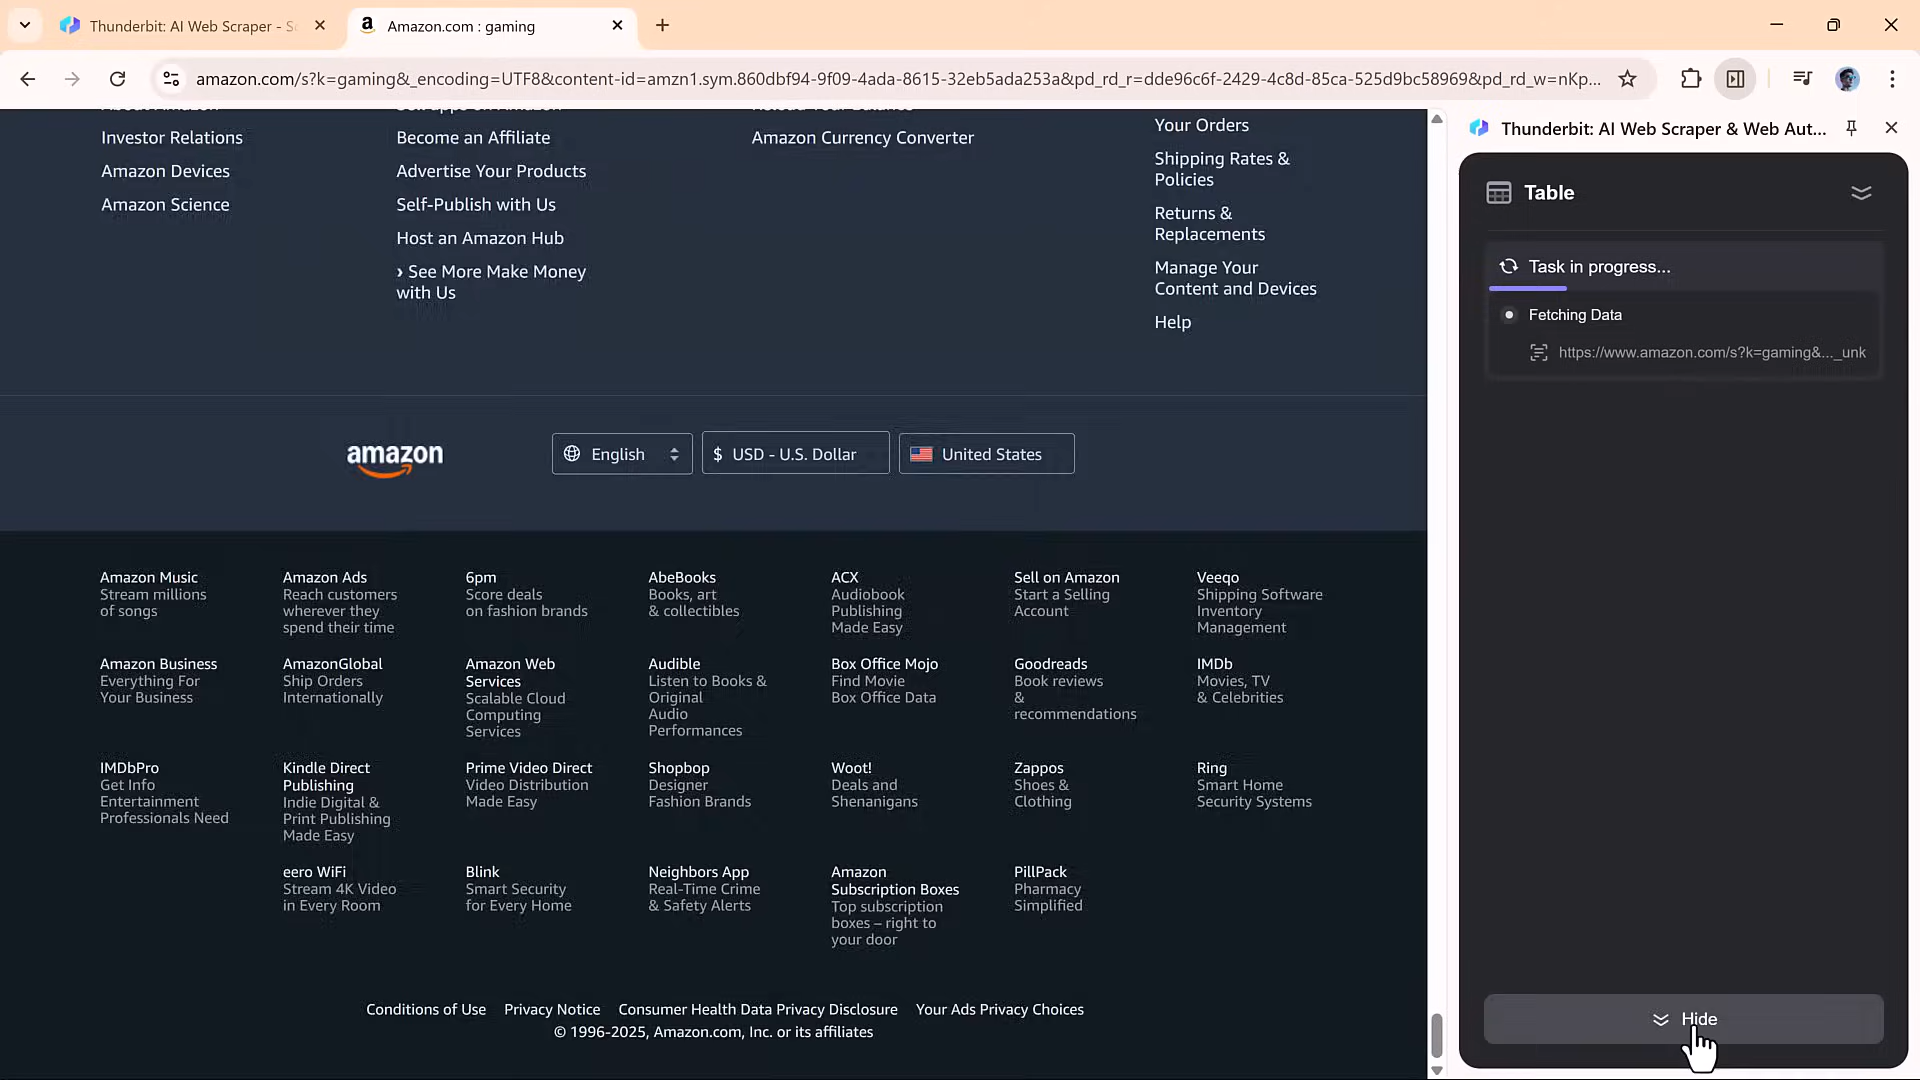 Thunderbit: AI Web Scraper - Sc
Amazon.com : gaming
amazon.com/s?k=gaming&_encoding=UTF8&content-id=amzn1.sym.860dbf94-9f09-4ada-8615-32eb5ada253a&pd_rd_r=dde96c6f-2429-4c8d-85ca-525d9bc58969&pd_rd_w=nKp...
Investor Relations
Amazon Devices
Amazon Science
Become an Affiliate
Advertise Your Products
Self-Publish with Us
Host an Amazon Hub
› See More Make Money
with Us
Amazon Currency Converter
Your Orders
Shipping Rates &
Policies
Returns &
Replacements
Manage Your
Content and Devices
Help
amazon
English
$ USD - U.S. Dollar
United States
Amazon Music
Stream millions
of songs
Amazon Ads
Reach customers
wherever they
spend their time
6pm
Score deals
on fashion brands
AbeBooks
Books, art
& collectibles
ACX
Audiobook
Publishing
Made Easy
Sell on Amazon
Start a Selling
Account
Veeqo
Shipping Software
Inventory
Management
Amazon Business
Everything For
Your Business
AmazonGlobal
Ship Orders
Internationally
Amazon Web
Services
Scalable Cloud
Computing
Services
Audible
Listen to Books &
Original
Audio
Performances
Box Office Mojo
Find Movie
Box Office Data
Goodreads
Book reviews
&
recommendations
IMDb
Movies, TV
& Celebrities
IMDbPro
Get Info
Entertainment
Professionals Need
Kindle Direct
Publishing
Indie Digital &
Print Publishing
Made Easy
Prime Video Direct
Video Distribution
Made Easy
Shopbop
Designer
Fashion Brands
Woot!
Deals and
Shenanigans
Zappos
Shoes &
Clothing
Ring
Smart Home
Security Systems
eero WiFi
Stream 4K Video
in Every Room
Blink
Smart Security
for Every Home
Neighbors App
Real-Time Crime
& Safety Alerts
Amazon
Subscription Boxes
Top subscription
boxes – right to
your door
PillPack
Pharmacy
Simplified
Conditions of Use Privacy Notice Consumer Health Data Privacy Disclosure Your Ads Privacy Choices
© 1996-2025, Amazon.com, Inc. or its affiliates
Thunderbit: AI Web Scraper & Web Aut...
Table
Task in progress...
Fetching Data
https://www.amazon.com/s?k=gaming&..._unk
Hide